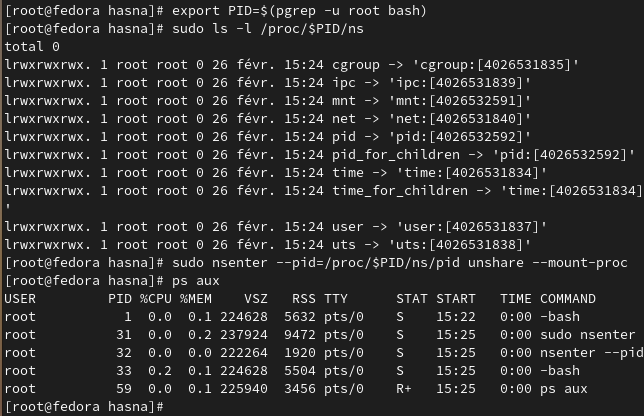 [root@fedora hasna]# export PID=$(pgrep -u root bash)
[root@fedora hasna]# sudo ls -l /proc/$PID/ns
total 0
lrwxrwxrwx. 1 root root 0 26 févr. 15:24 cgroup -> 'cgroup:[4026531835]'
lrwxrwxrwx. 1 root root 0 26 févr. 15:24 ipc -> 'ipc:[4026531839]'
lrwxrwxrwx. 1 root root 0 26 févr. 15:24 mnt -> 'mnt:[4026532591]'
lrwxrwxrwx. 1 root root 0 26 févr. 15:24 net -> 'net:[4026531840]'
lrwxrwxrwx. 1 root root 0 26 févr. 15:24 pid -> 'pid:[4026532592]'
lrwxrwxrwx. 1 root root 0 26 févr. 15:24 pid_for_children -> 'pid:[4026532592]'
lrwxrwxrwx. 1 root root 0 26 févr. 15:24 time -> 'time:[4026531834]'
lrwxrwxrwx. 1 root root 0 26 févr. 15:24 time_for_children -> 'time:[4026531834]
'
lrwxrwxrwx. 1 root root 0 26 févr. 15:24 user -> 'user:[4026531837]'
lrwxrwxrwx. 1 root root 0 26 févr. 15:24 uts -> 'uts:[4026531838]'
[root@fedora hasna]# sudo nsenter --pid=/proc/$PID/ns/pid unshare --mount-proc
[root@fedora hasna]# ps aux
USER PID %CPU %MEM VSZ RSS TTY STAT START TIME COMMAND
root 1 0.0 0.1 224628 5632 pts/0 S 15:22 0:00 -bash
root 31 0.0 0.2 237924 9472 pts/0 S 15:25 0:00 sudo nsenter
root 32 0.0 0.0 222264 1920 pts/0 S 15:25 0:00 nsenter --pid
root 33 0.2 0.1 224628 5504 pts/0 S 15:25 0:00 -bash
root 59 0.0 0.1 225940 3456 pts/0 R+ 15:25 0:00 ps aux
[root@fedora hasna]#